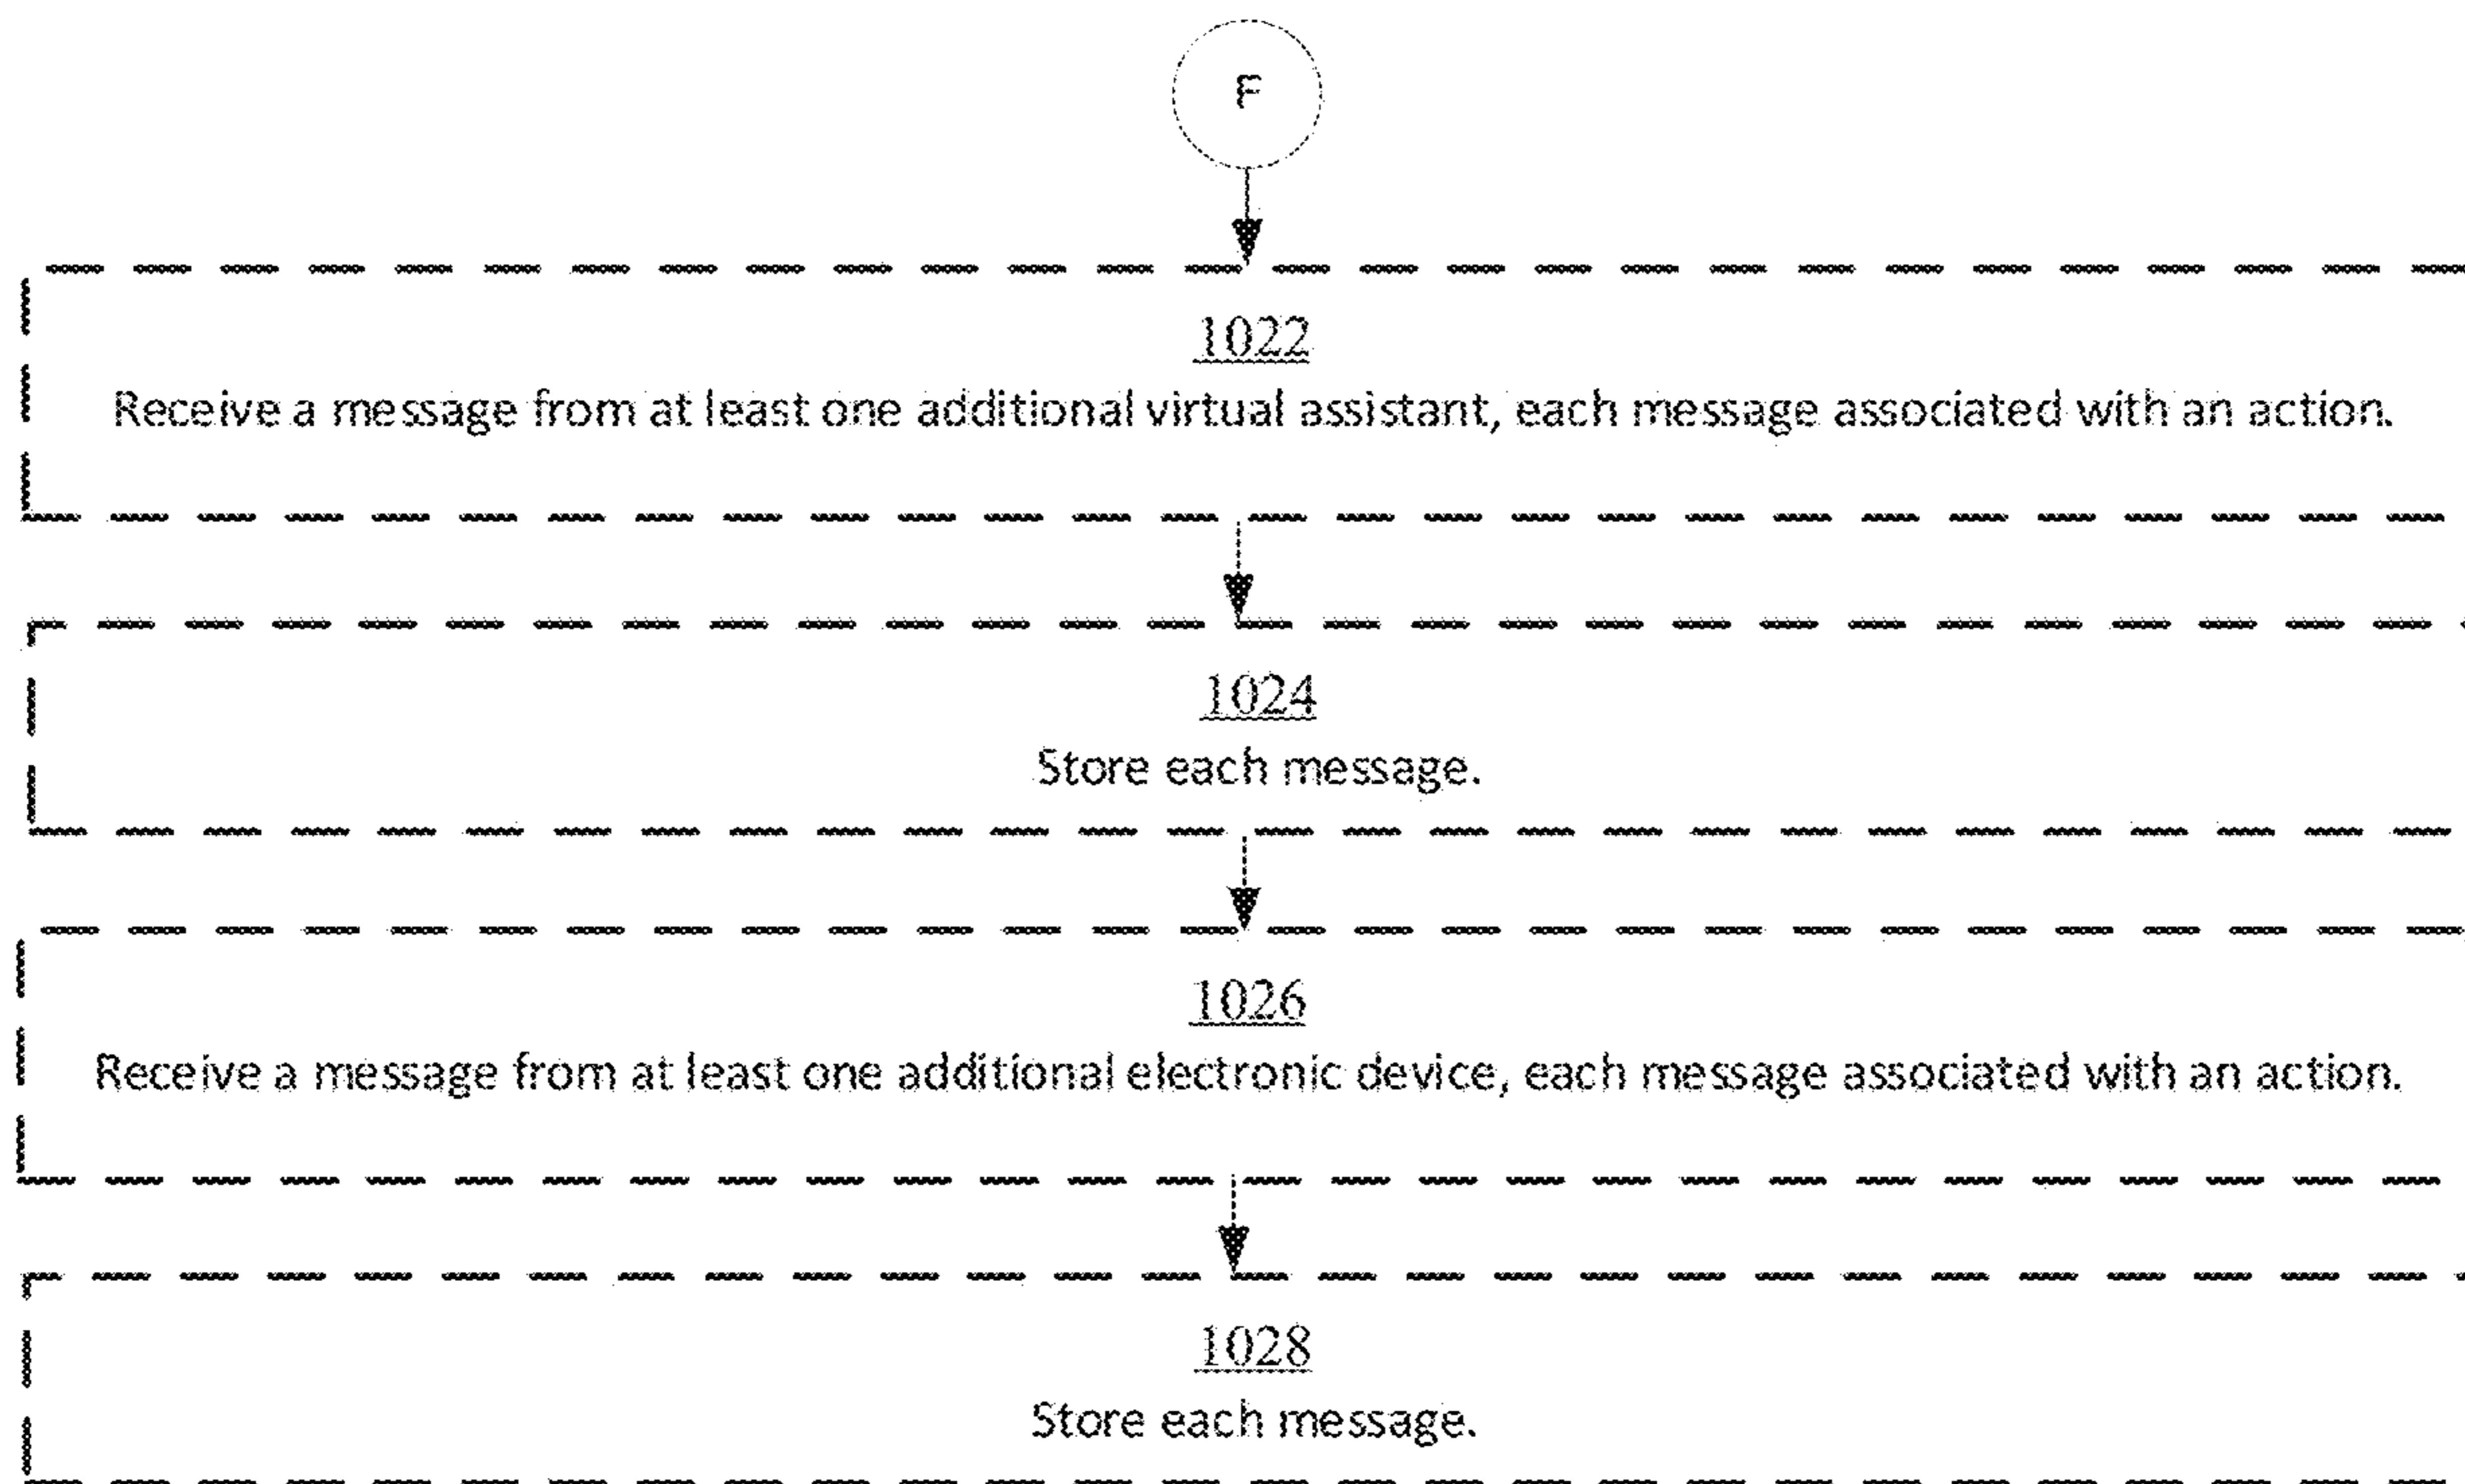 F
1022
Receive a message from at least one additional virtual assistant, each message associated with an action.
1024
Store each message.
1026
Receive a message from at least one additional electronic device, each message associated with an action.
1028
Store each message.